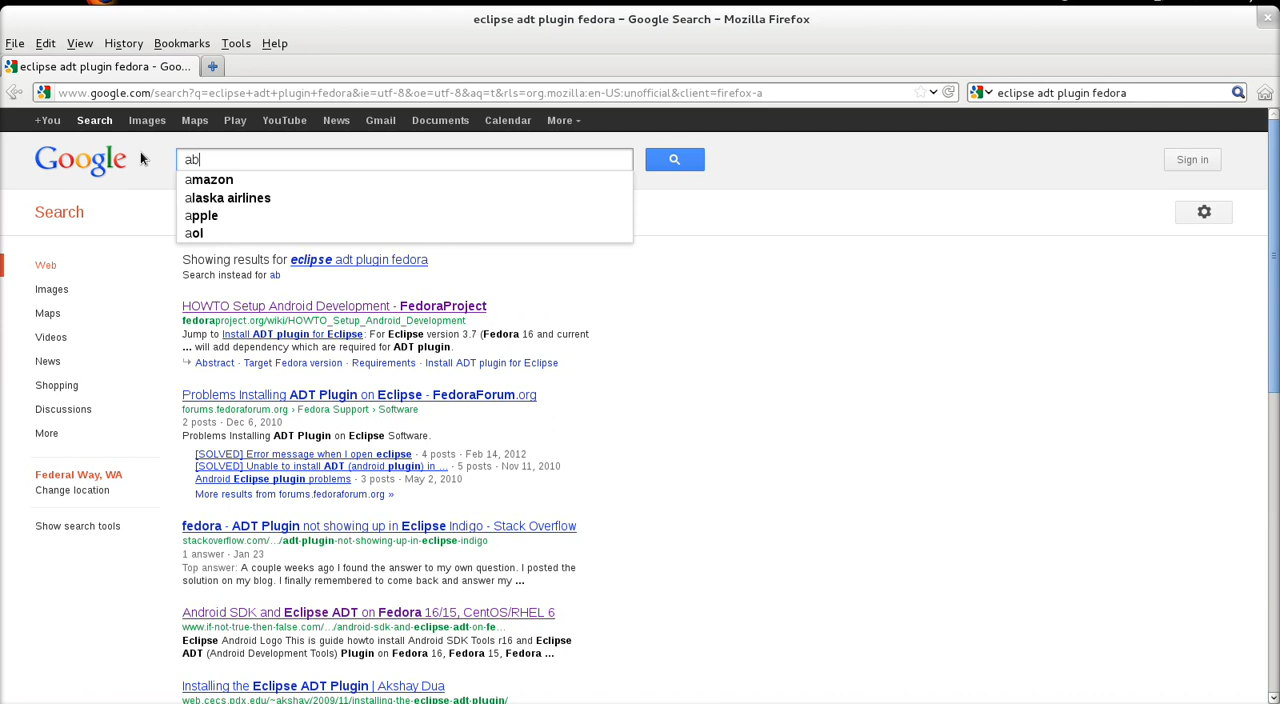 eclipse adt plugin fedora – Google Search – Mozilla Firefox
File Edit View History Bookmarks Tools Help
eclipse adt plugin fedora - Goo...
www.google.com/search?q=eclipse+adt+plugin+fedora&ie=utf-8&oe=utf-8&aq=t&rls=org.mozilla:en-US:unofficial&client=firefox-a
eclipse adt plugin fedora
+You Search Images Maps Play YouTube News Gmail Documents Calendar More
Google
ab
Sign in
amazon
alaska airlines
apple
aol
Search
Web
Images
Maps
Videos
News
Shopping
Discussions
More
Federal Way, WA
Change location
Show search tools
Showing results for eclipse adt plugin fedora
Search instead for ab
HOWTO Setup Android Development - FedoraProject
fedoraproject.org/wiki/HOWTO_Setup_Android_Development
Jump to Install ADT plugin for Eclipse: For Eclipse version 3.7 (Fedora 16 and current
... will add dependency which are required for ADT plugin.
Abstract - Target Fedora version - Requirements - Install ADT plugin for Eclipse
Problems Installing ADT Plugin on Eclipse - FedoraForum.org
forums.fedoraforum.org › Fedora Support › Software
2 posts - Dec 6, 2010
Problems Installing ADT Plugin on Eclipse Software.
[SOLVED] Error message when I open eclipse - 4 posts - Feb 14, 2012
[SOLVED] Unable to install ADT (android plugin) in ... - 5 posts - Nov 11, 2010
Android Eclipse plugin problems - 3 posts - May 2, 2010
More results from forums.fedoraforum.org »
fedora - ADT Plugin not showing up in Eclipse Indigo - Stack Overflow
stackoverflow.com/.../adt-plugin-not-showing-up-in-eclipse-indigo
1 answer - Jan 23
Top answer: A couple weeks ago I found the answer to my own question. I posted the
solution on my blog. I finally remembered to come back and answer my ...
Android SDK and Eclipse ADT on Fedora 16/15, CentOS/RHEL 6
www.if-not-true-then-false.com/.../android-sdk-and-eclipse-adt-on-fe...
Eclipse Android Logo This is guide howto install Android SDK Tools r16 and Eclipse
ADT (Android Development Tools) Plugin on Fedora 16, Fedora 15, Fedora ...
Installing the Eclipse ADT Plugin | Akshay Dua
web.cecs.pdx.edu/~akshay/2009/11/installing-the-eclipse-adt-plugin/